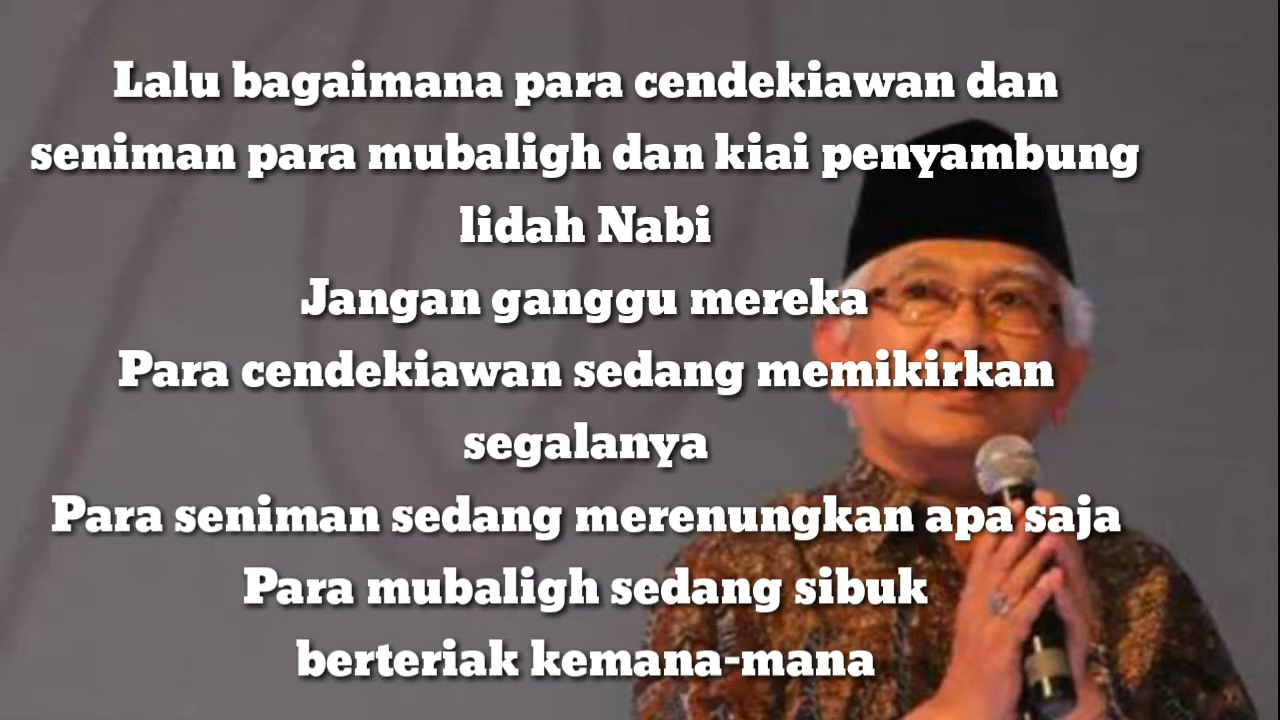 Lalu bagaimana para cendekiawan dan
seniman para mubaligh dan kiai penyambung
lidah Nabi
Jangan ganggu mereka
Para cendekiawan sedang memikirkan
segalanya
Para seniman sedang merenungkan apa saja
Para mubaligh sedang sibuk
berteriak kemana-mana